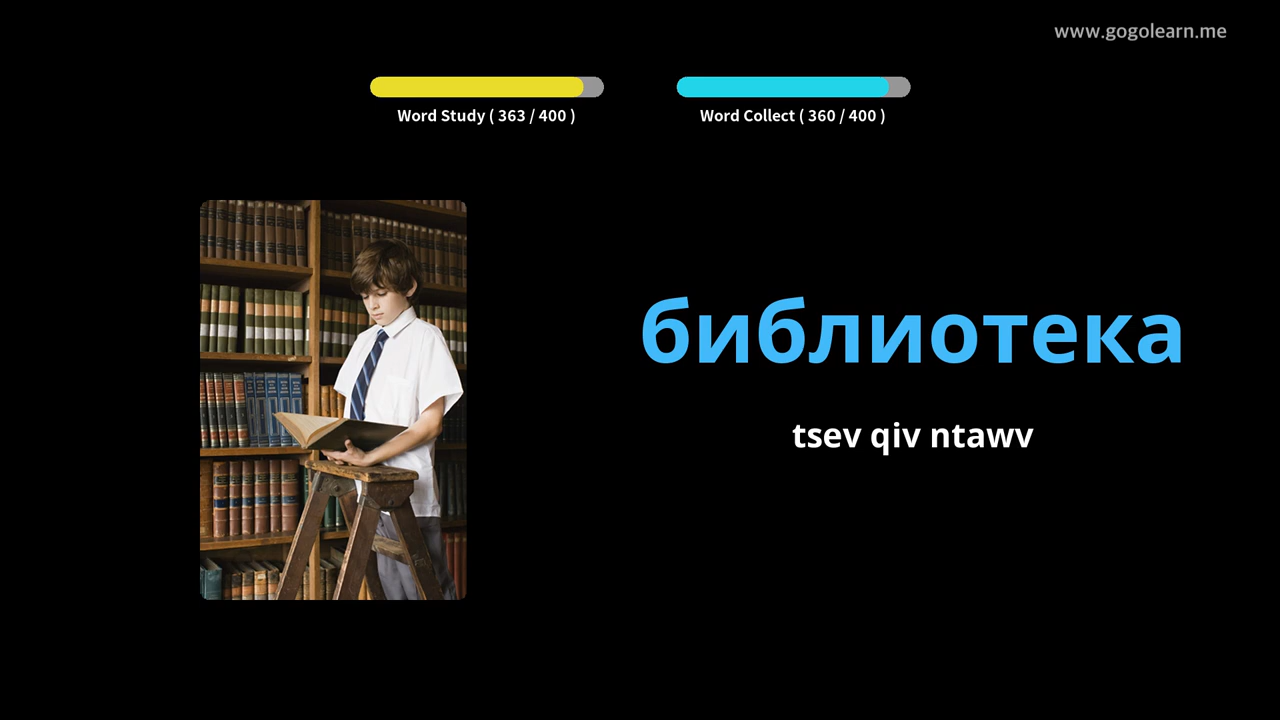 www.gogolearn.me
Word Study ( 363 / 400 )
Word Collect ( 360 / 400 )
библиотека
tsev qiv ntawv